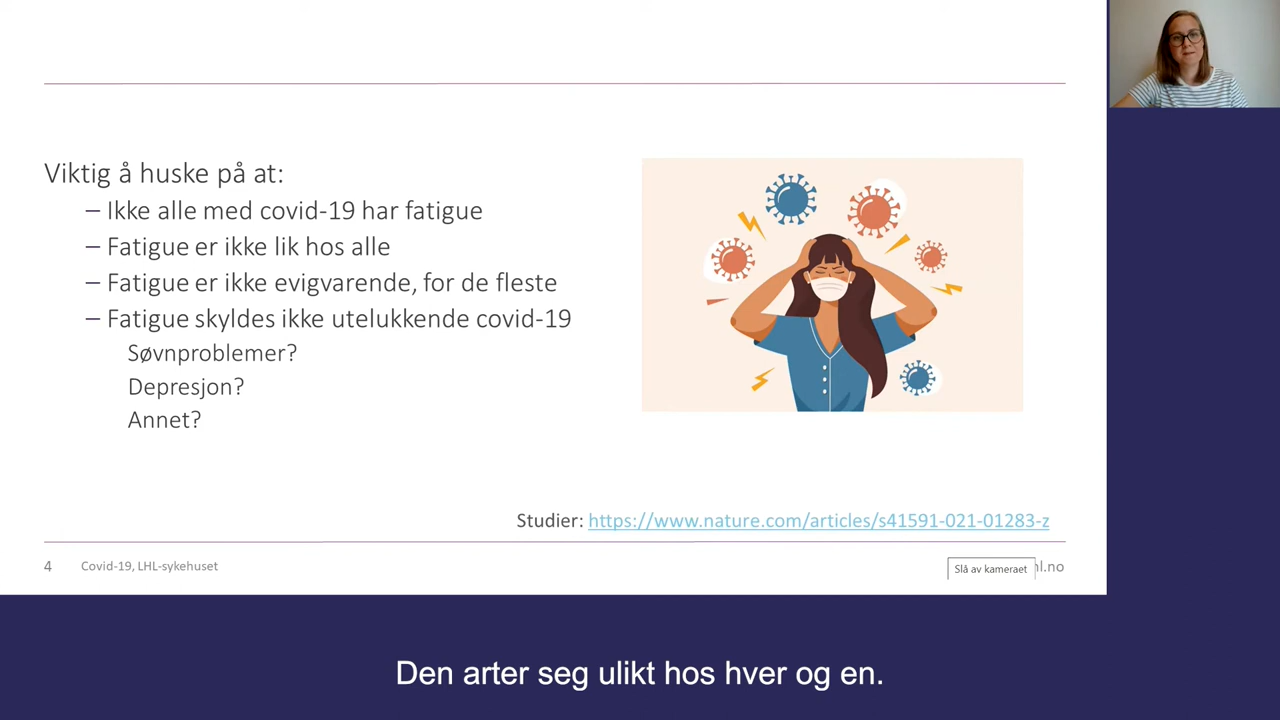 Viktig å huske på at:
– Ikke alle med covid-19 har fatigue
– Fatigue er ikke lik hos alle
– Fatigue er ikke evigvarende, for de fleste
– Fatigue skyldes ikke utelukkende covid-19
Søvnproblemer?
Depresjon?
Annet?
Studier: https://www.nature.com/articles/s41591-021-01283-z
4 Covid-19, LHL-sykehuset
Slå av kameraet hl.no
Den arter seg ulikt hos hver og en.